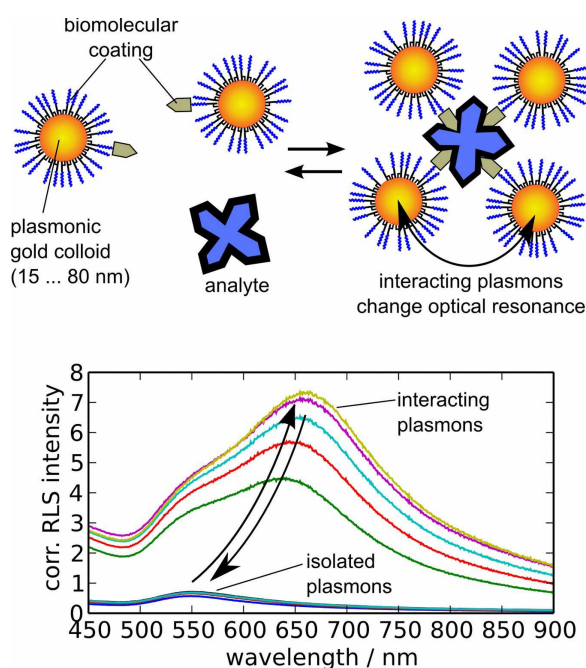 biomolecular
coating
plasmonic
gold colloid
(15 ... 80 nm)
analyte
interacting plasmons
change optical resonance
corr. RLS intensity
8
7
6
5
4
3
2
1
0
interacting
plasmons
isolated
plasmons
450 500 550 600 650 700 750 800 850 900
wavelength / nm